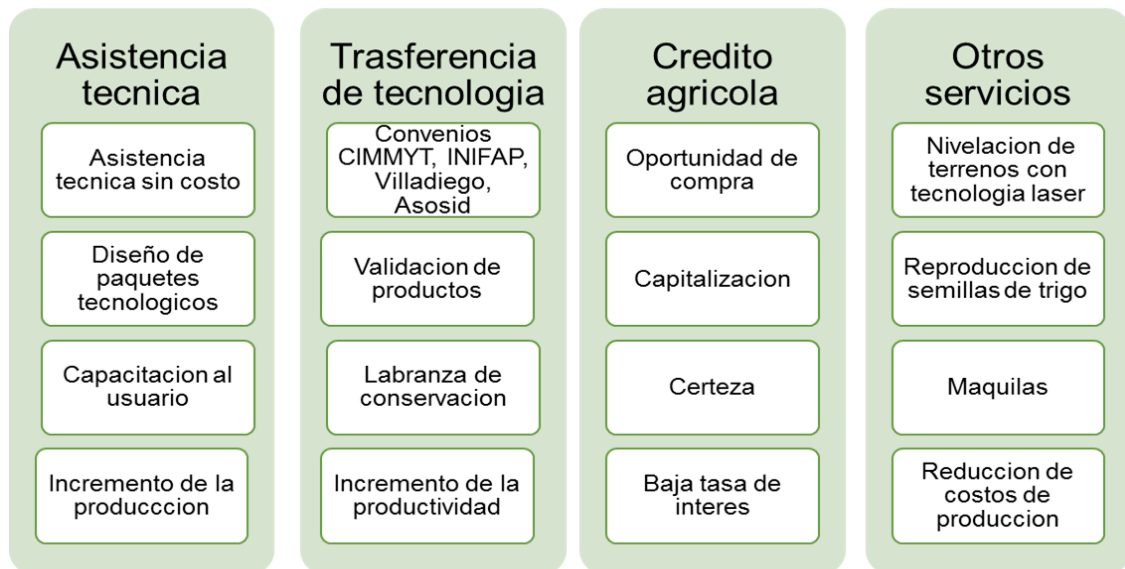 Asistencia
tecnica
Asistencia
tecnica sin costo
Diseño de
paquetes
tecnologicos
Capacitacion al
usuario
Incremento de la
producccion
Trasferencia
de tecnologia
Convenios
CIMMYT, INIFAP,
Villadiego,
Asosid
Validacion de
productos
Labranza de
conservacion
Incremento de la
productividad
Credito
agricola
Oportunidad de
compra
Capitalizacion
Certeza
Baja tasa de
interes
Otros
servicios
Nivelacion de
terrenos con
tecnologia laser
Reproduccion de
semillas de trigo
Maquilas
Reduccion de
costos de
produccion